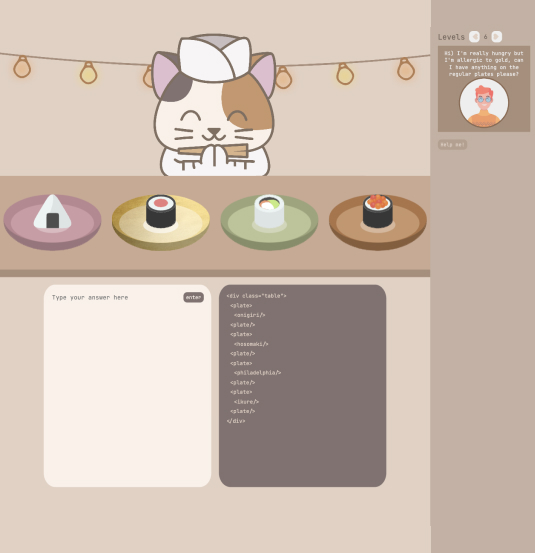 Levels 4
Hi! I'm really hungry but
I'm allergic to gold, can
I have anything on the
regular plates please?
Help me!
Type your answer here
enter
<div class="table">
<plate>
<onigiri/>
<plate/>
<plate>
<hosomaki/>
<plate/>
<plate>
<philadelphia/>
<plate/>
<plate>
<ikure/>
<plate/>
</div>